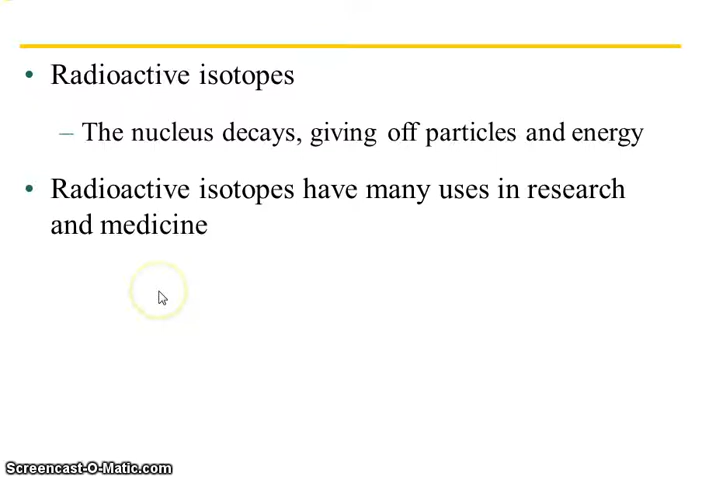 • Radioactive isotopes
– The nucleus decays, giving off particles and energy
• Radioactive isotopes have many uses in research
and medicine
Screencast-O-Matic.com